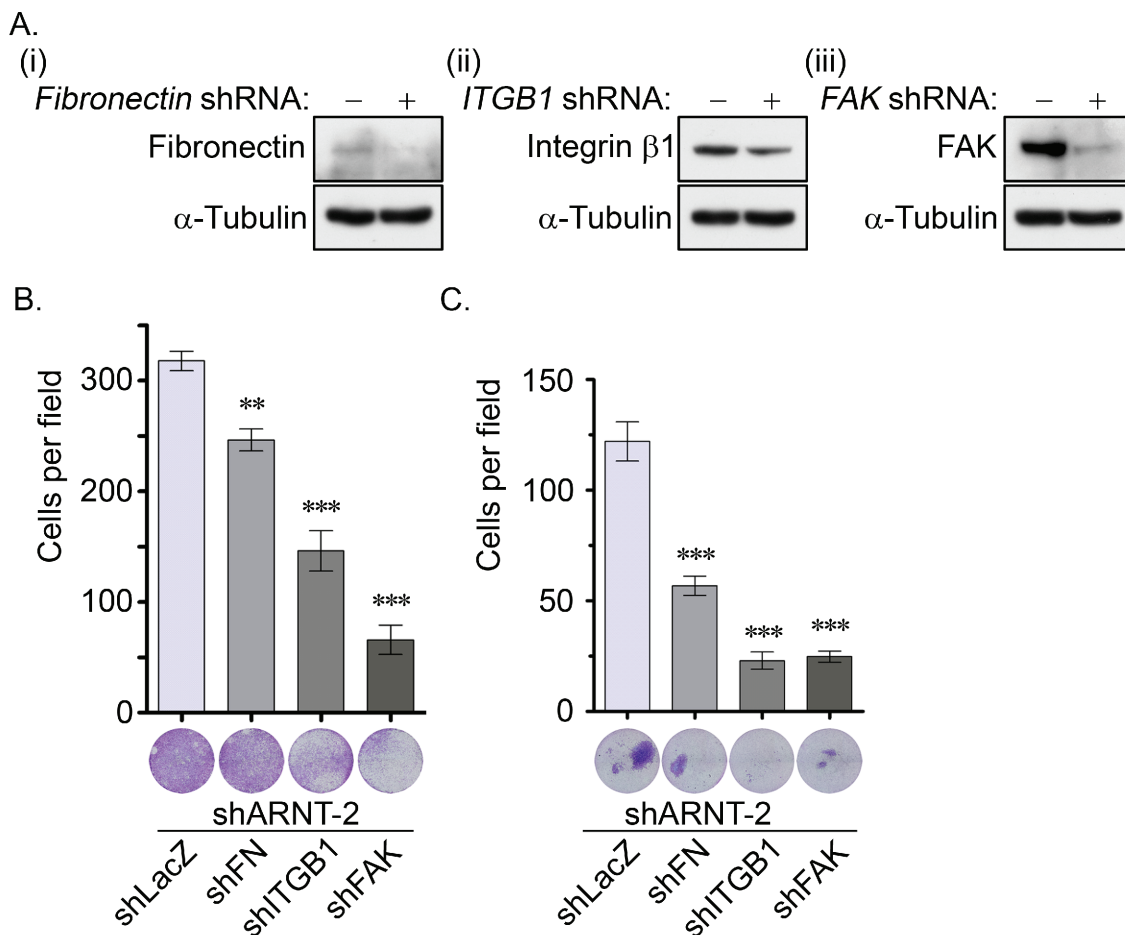 A.
(i)
Fibronectin shRNA: – +
Fibronectin
α-Tubulin
(ii)
ITGB1 shRNA: – +
Integrin β1
α-Tubulin
(iii)
FAK shRNA: – +
FAK
α-Tubulin
B.
Cells per field
300
200
100
0
**
***
***
shARNT-2
shLacZ
shFN
shITGB1
shFAK
C.
Cells per field
150
100
50
0
***
***
***
shARNT-2
shLacZ
shFN
shITGB1
shFAK